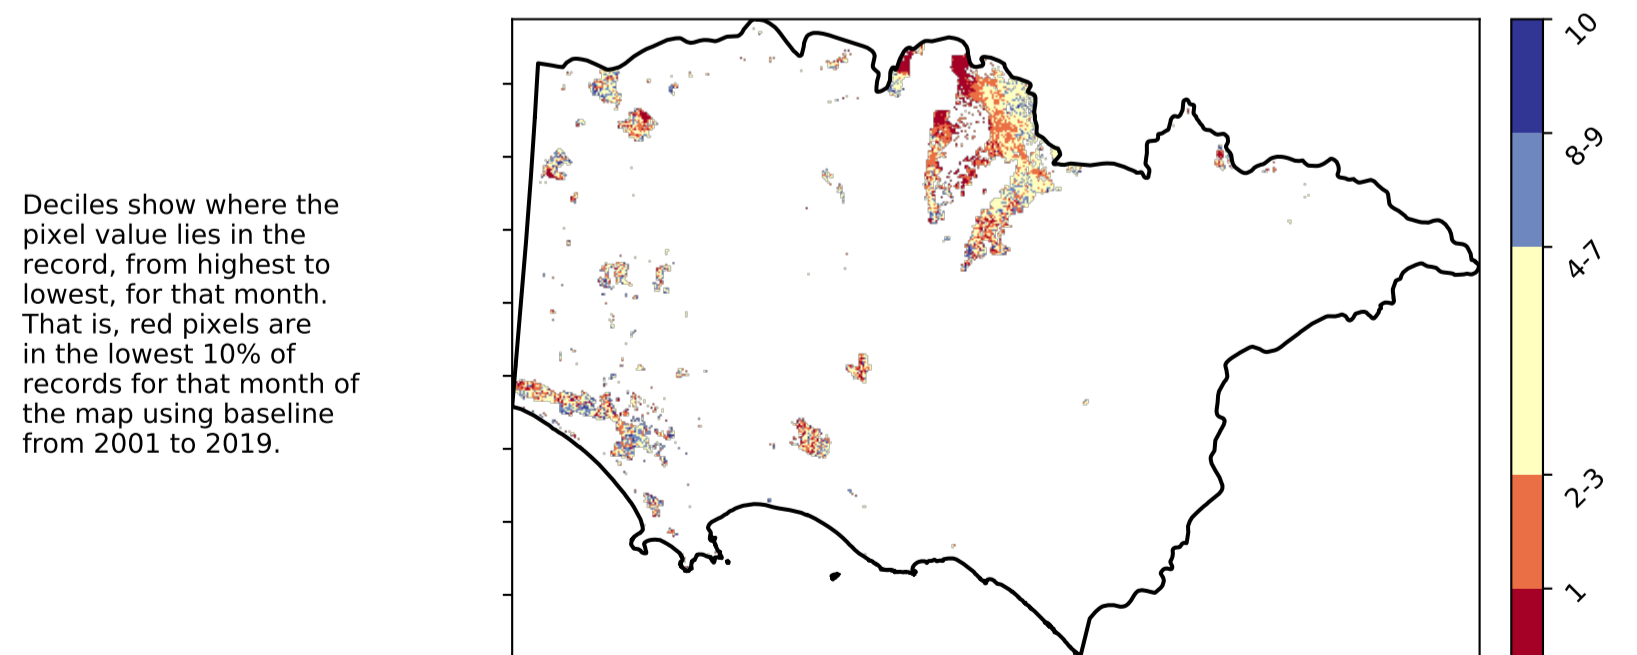 Deciles show where the
pixel value lies in the
record, from highest to
lowest, for that month.
That is, red pixels are
in the lowest 10% of
records for that month of
the map using baseline
from 2001 to 2019.
10
8-9
4-7
2-3
1